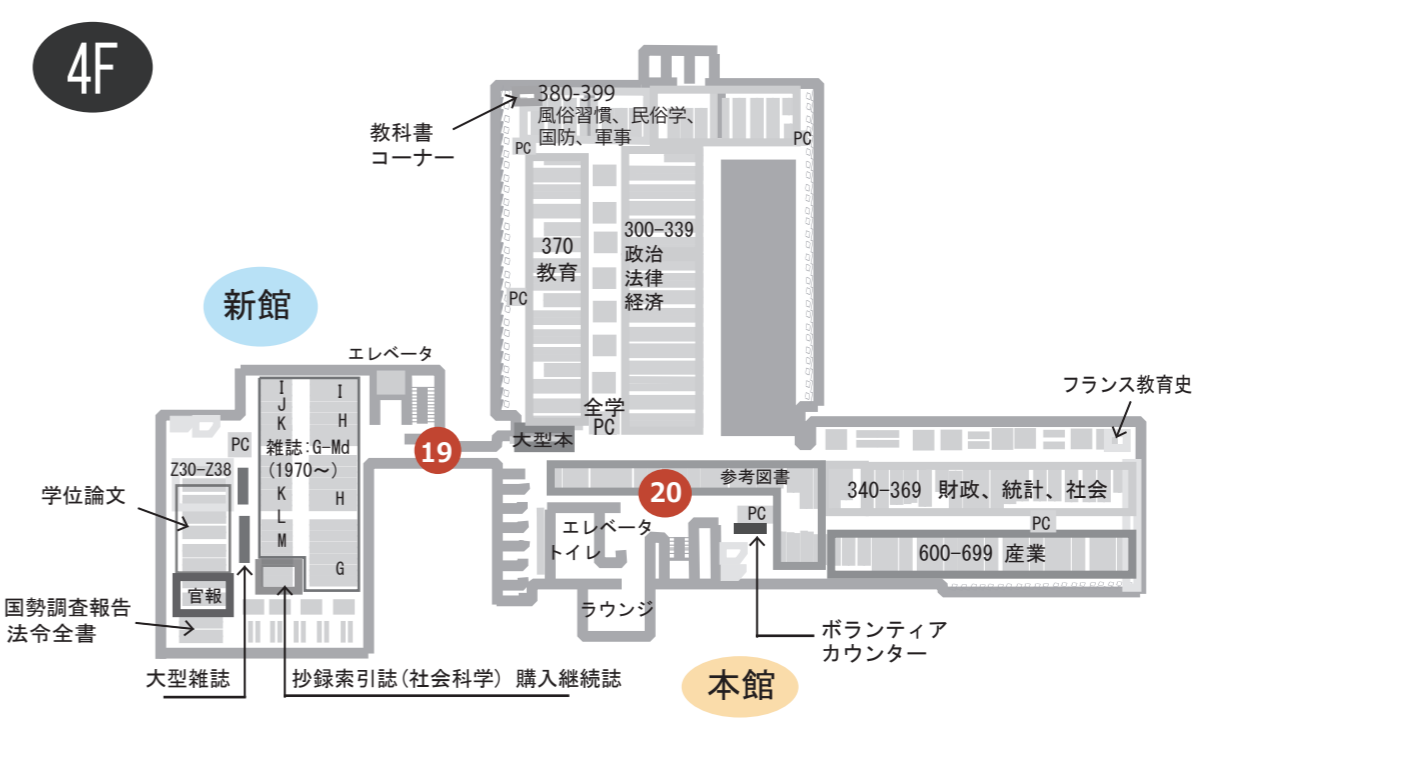 4F
380-399
風俗習慣、民俗学、
国防、軍事
教科書
コーナー
PC
PC
300-339
政治
法律
経済
370
教育
PC
新館
エレベータ
全学
PC
大型本
フランス教育史
I
J
K
I
H
PC
雑誌:G-Md
(1970～)
19
Z30-Z38
K
L
M
H
G
学位論文
官報
国勢調査報告
法令全書
大型雑誌
抄録索引誌(社会科学) 購入継続誌
参考図書
20
340-369 財政、統計、社会
PC
PC
エレベータ
トイレ
600-699 産業
ラウンジ
ボランティア
カウンター
本館